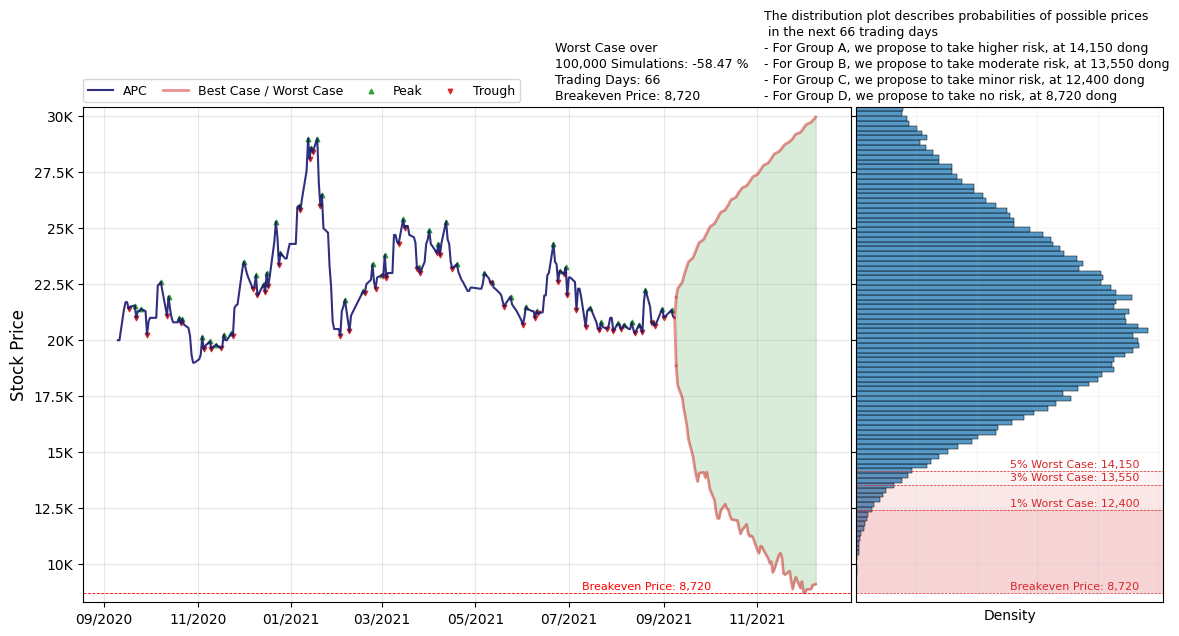 The distribution plot describes probabilities of possible prices
in the next 66 trading days
- For Group A, we propose to take higher risk, at 14,150 dong
- For Group B, we propose to take moderate risk, at 13,550 dong
- For Group C, we propose to take minor risk, at 12,400 dong
- For Group D, we propose to take no risk, at 8,720 dong
Worst Case over
100,000 Simulations: -58.47 %
Trading Days: 66
Breakeven Price: 8,720
APC
Best Case / Worst Case
Peak
Trough
Stock Price
30K
27.5K
25K
22.5K
20K
17.5K
15K
12.5K
10K
Breakeven Price: 8,720
09/2020
11/2020
01/2021
03/2021
05/2021
07/2021
09/2021
11/2021
5% Worst Case: 14,150
3% Worst Case: 13,550
1% Worst Case: 12,400
Breakeven Price: 8,720
Density